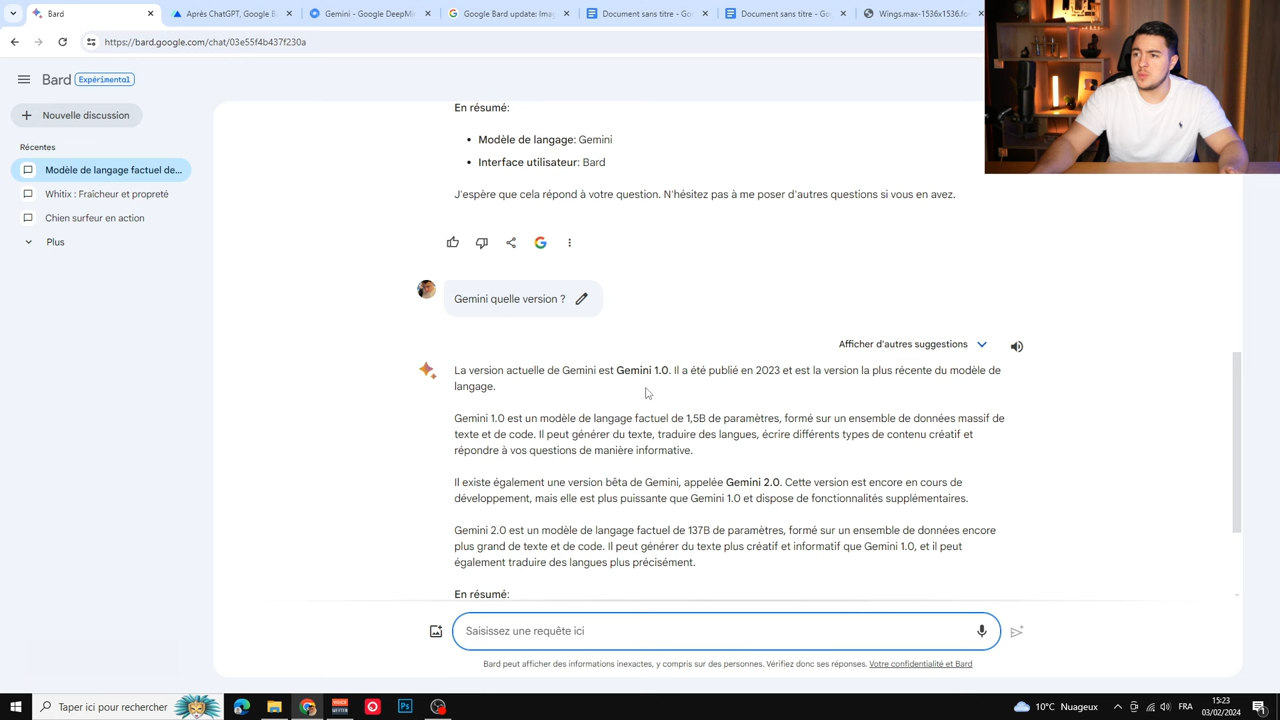 Bard
Après ChatGPT, Google B
Gemini
Google Bard update: Ima
Document sans titre - Go
Document sans
Wings.max-1536x1536.for
https://bard.google.com/chat/03e55f4b437f230a
Bard Expérimental
Nouvelle discussion
Récentes
Modèle de langage factuel de...
Whitix : Fraîcheur et propreté
Chien surfeur en action
Plus
En résumé:
• Modèle de langage: Gemini
• Interface utilisateur: Bard
J'espère que cela répond à votre question. N'hésitez pas à me poser d'autres questions si vous en avez.
Gemini quelle version ?
Afficher d'autres suggestions
La version actuelle de Gemini est Gemini 1.0. Il a été publié en 2023 et est la version la plus récente du modèle de
langage.
Gemini 1.0 est un modèle de langage factuel de 1,5B de paramètres, formé sur un ensemble de données massif de
texte et de code. Il peut générer du texte, traduire des langues, écrire différents types de contenu créatif et
répondre à vos questions de manière informative.
Il existe également une version bêta de Gemini, appelée Gemini 2.0. Cette version est encore en cours de
développement, mais elle est plus puissante que Gemini 1.0 et dispose de fonctionnalités supplémentaires.
Gemini 2.0 est un modèle de langage factuel de 137B de paramètres, formé sur un ensemble de données encore
plus grand de texte et de code. Il peut générer du texte plus créatif et informatif que Gemini 1.0, et il peut
également traduire des langues plus précisément.
En résumé:
Saisissez une requête ici
Bard peut afficher des informations inexactes, y compris sur des personnes. Vérifiez donc ses réponses. Votre confidentialité et Bard
Taper ici pour rechercher
10°C Nuageux
FRA
15:23
03/02/2024